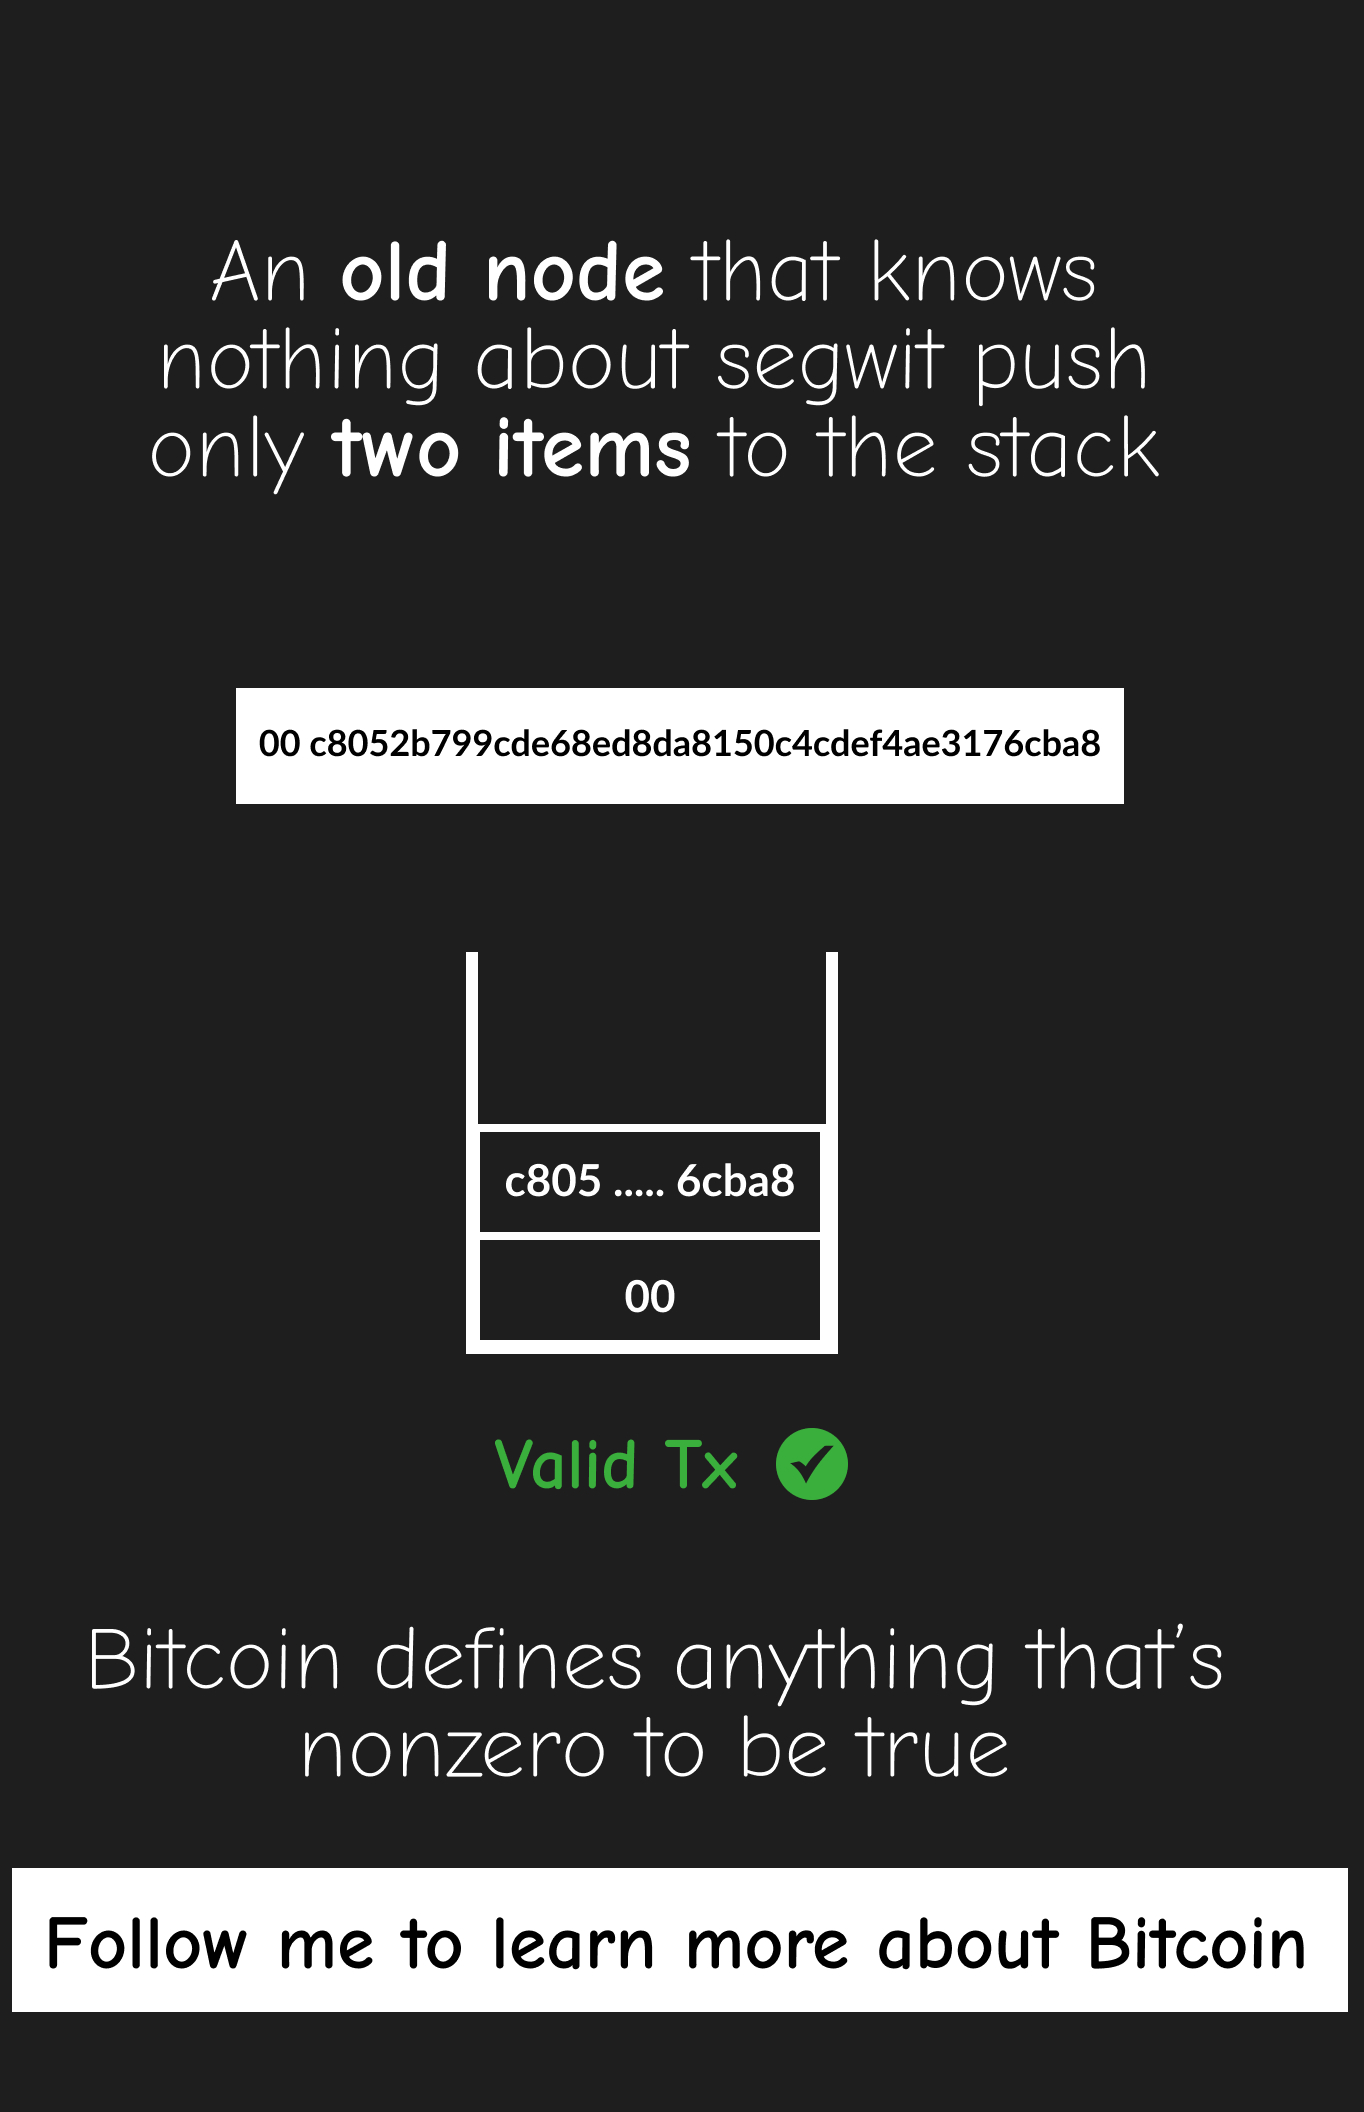 An old node that knows
nothing about segwit push
only two items to the stack
00 c8052b799cde68ed8da8150c4cdef4ae3176cba8
c805 ..... 6cba8
00
Valid Tx
Bitcoin defines anything that's
nonzero to be true
Follow me to learn more about Bitcoin